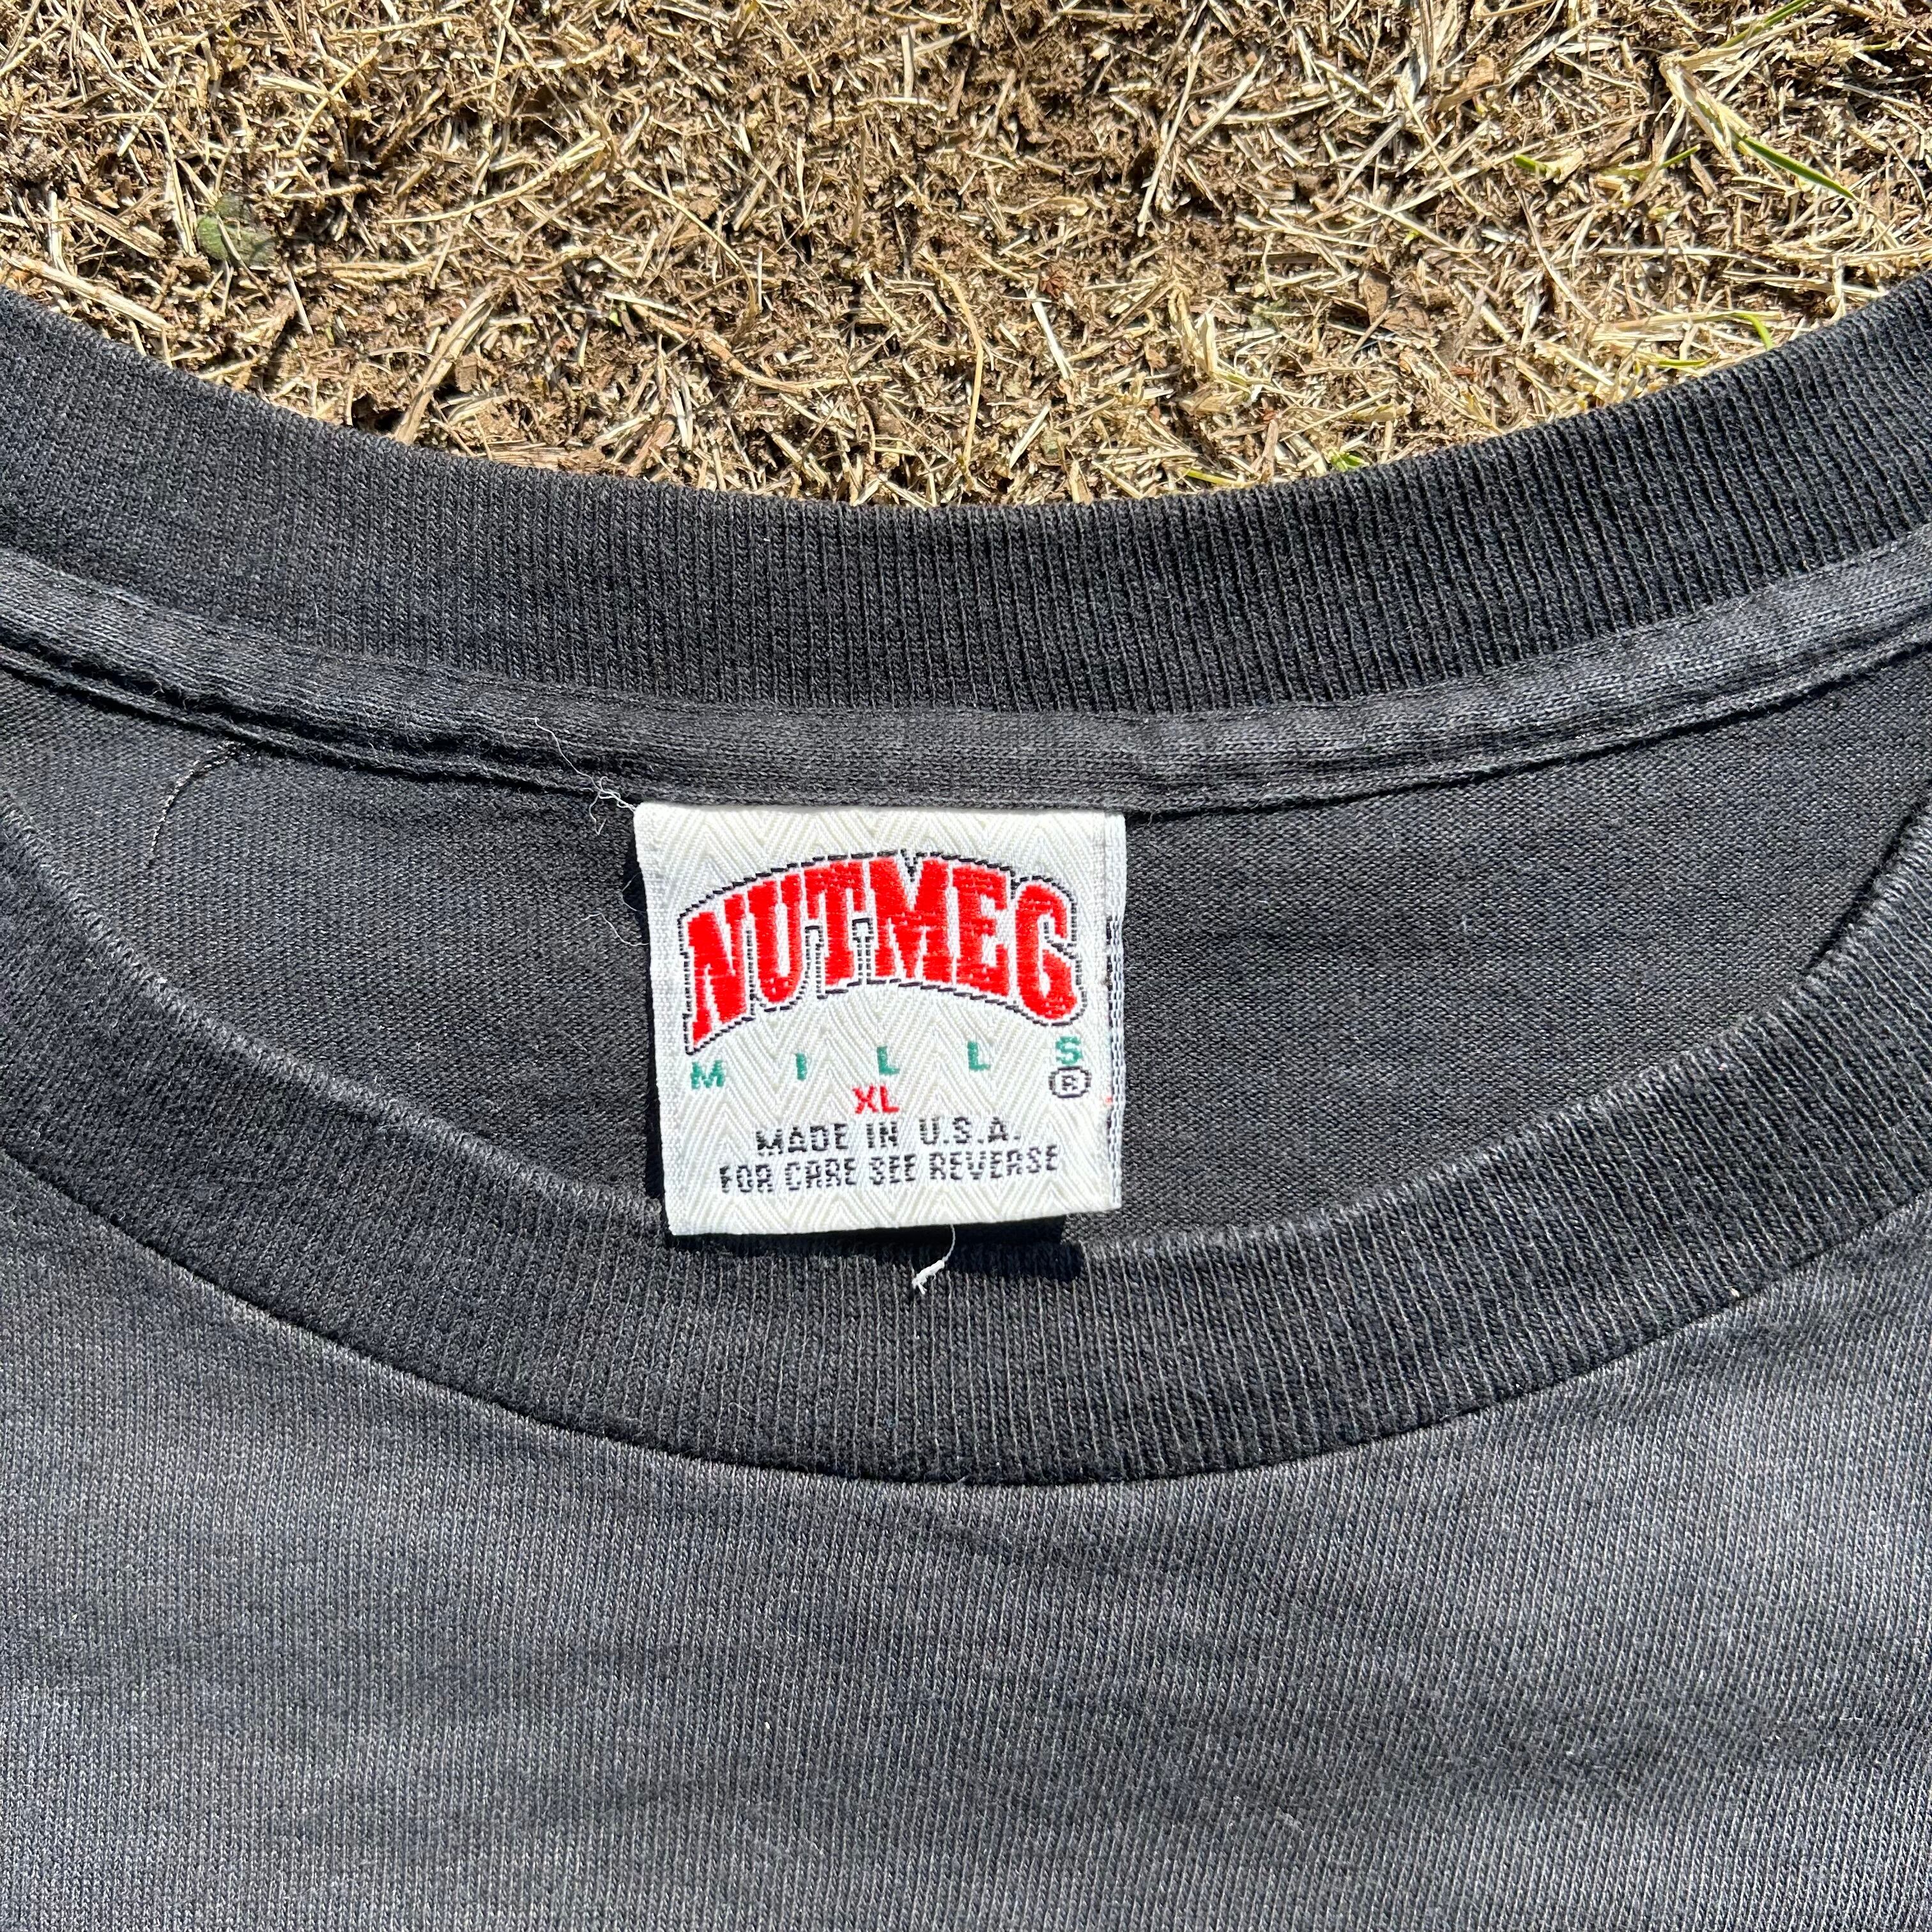 NUTMEG
MILLS
®
XL
MADE IN U.S.A.
FOR CARE SEE REVERSE